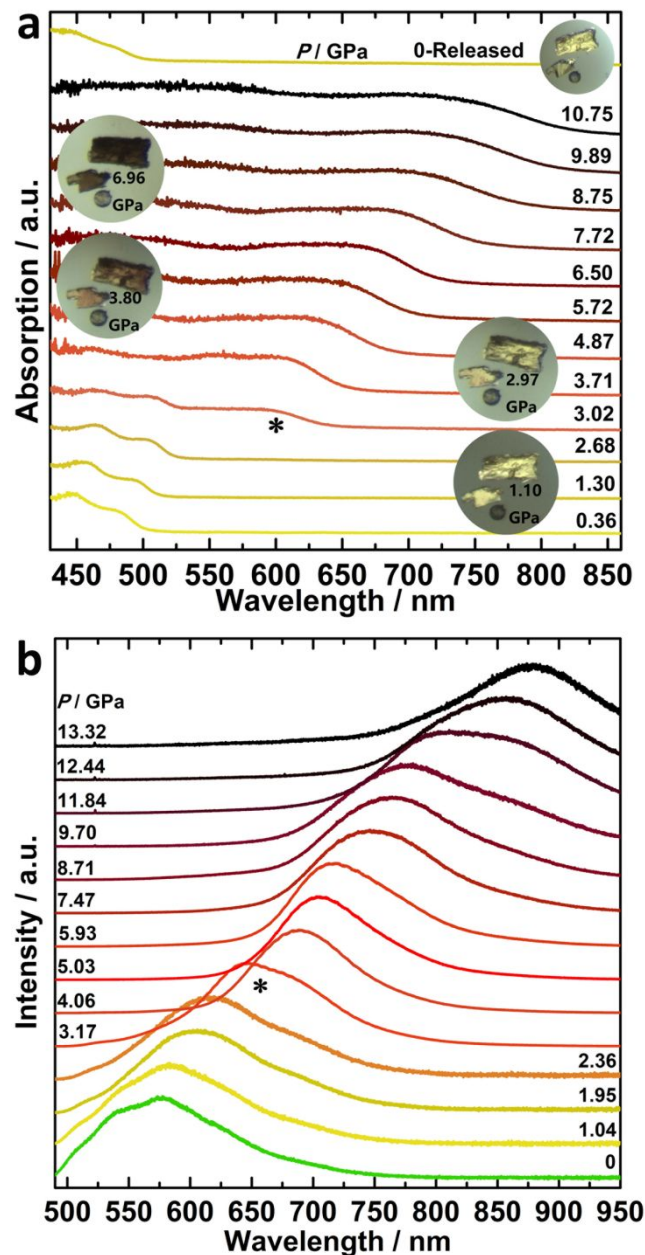 a
P / GPa 0-Released
10.75
9.89
8.75
7.72
6.50
5.72
4.87
3.71
3.02
2.68
1.30
0.36
6.96
GPa
3.80
GPa
2.97
GPa
1.10
GPa
*
Absorption / a.u.
450 500 550 600 650 700 750 800 850
Wavelength / nm
b
P / GPa
13.32
12.44
11.84
9.70
8.71
7.47
5.93
5.03
4.06
3.17
2.36
1.95
1.04
0
*
Intensity / a.u.
500 550 600 650 700 750 800 850 900 950
Wavelength / nm